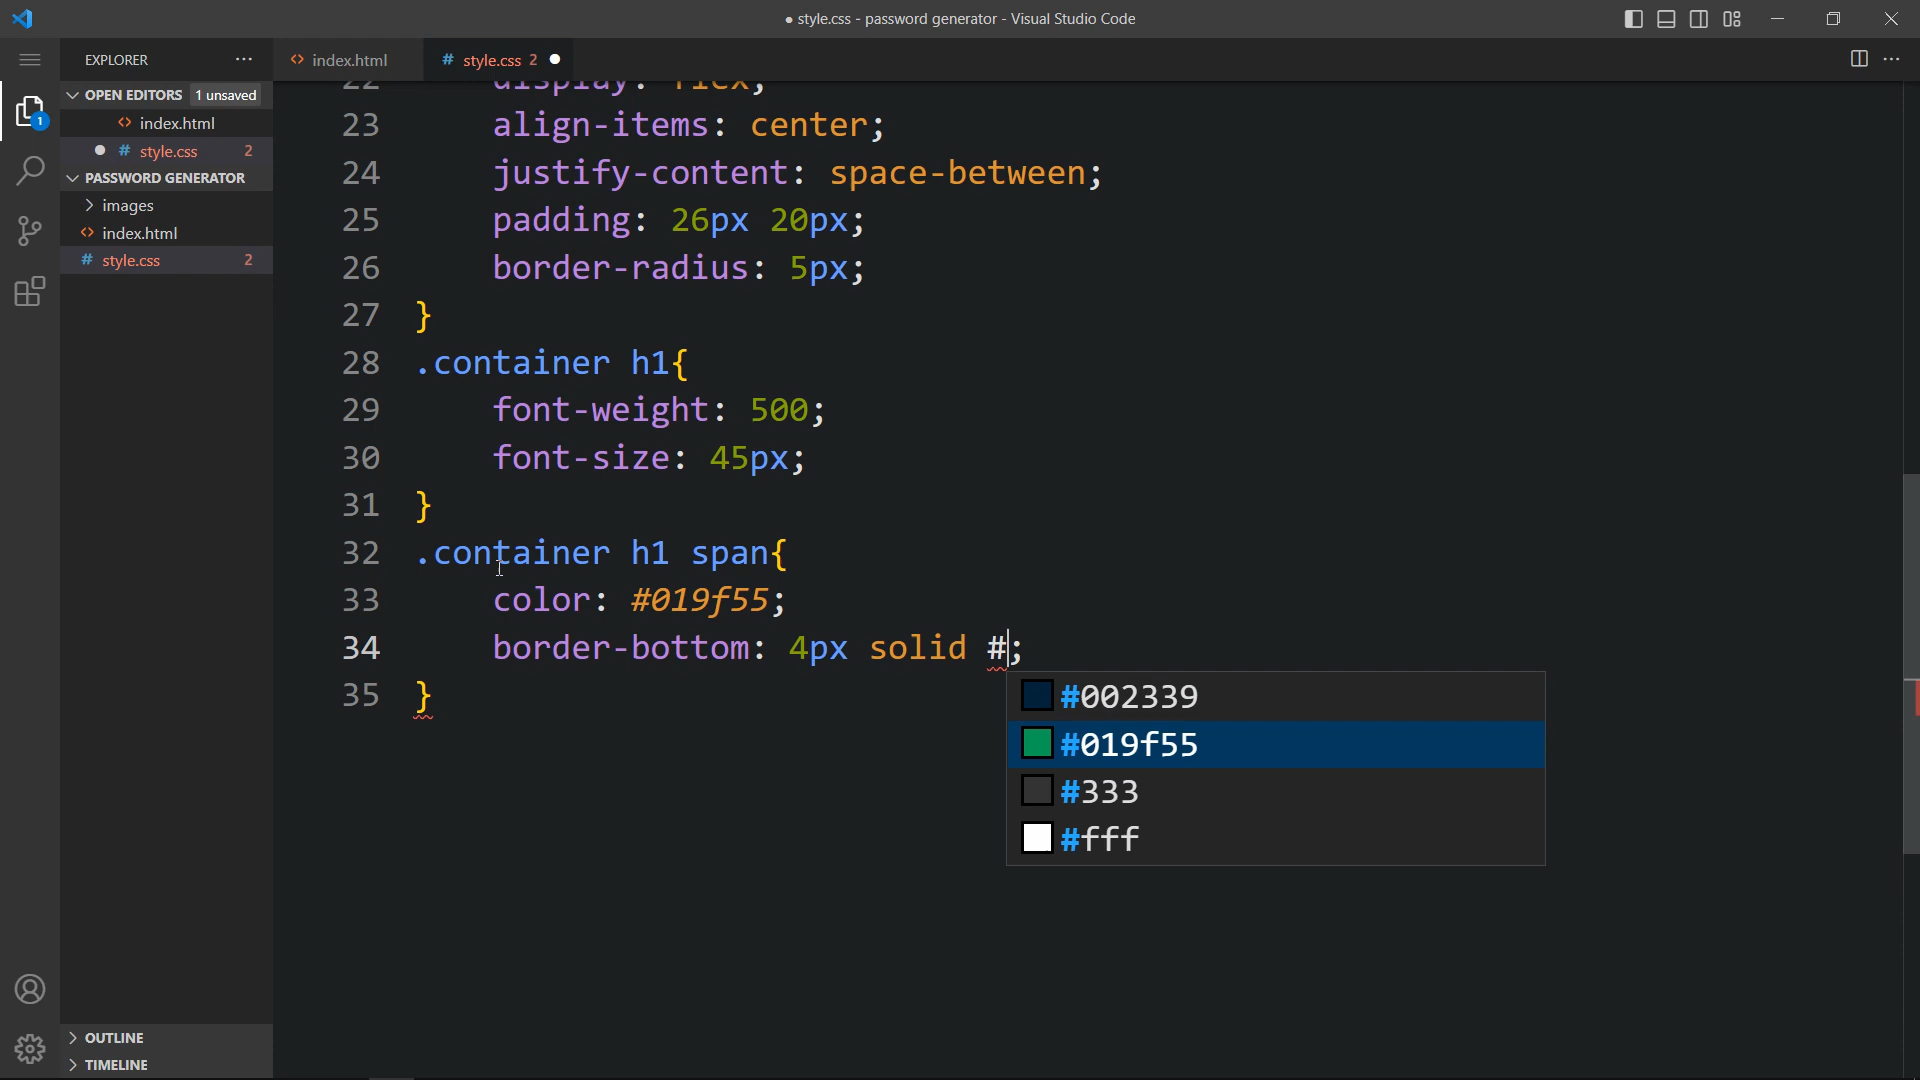 ● style.css - password generator - Visual Studio Code
EXPLORER
index.html
style.css 2
OPEN EDITORS 1 unsaved
index.html
style.css 2
PASSWORD GENERATOR
images
index.html
style.css 2
1
22 display: flex;
23 align-items: center;
24 justify-content: space-between;
25 padding: 26px 20px;
26 border-radius: 5px;
27 }
28 .container h1{
29 font-weight: 500;
30 font-size: 45px;
31 }
32 .container h1 span{
33 color: #019f55;
34 border-bottom: 4px solid #;
35 }
#002339
#019f55
#333
#fff
OUTLINE
TIMELINE